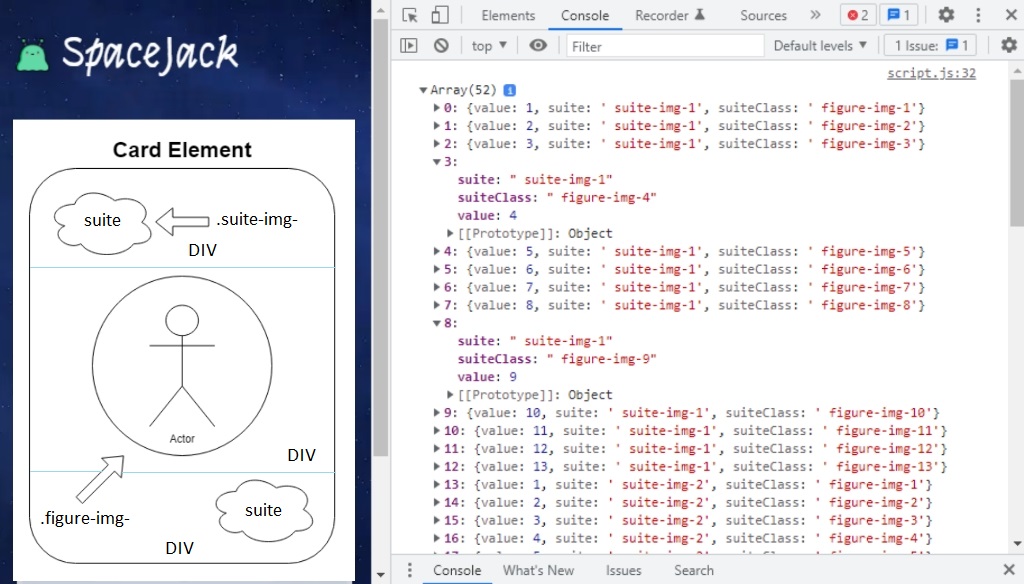 SpaceJack
Card Element
suite
.suite-img-
DIV
Actor
DIV
.figure-img-
suite
DIV
Elements Console Recorder Sources » 2 1
top ▼ Filter Default levels ▼ 1 Issue: 1
script.js:32
▼Array(52) i
▶0: {value: 1, suite: ' suite-img-1', suiteClass: ' figure-img-1'}
▶1: {value: 2, suite: ' suite-img-1', suiteClass: ' figure-img-2'}
▶2: {value: 3, suite: ' suite-img-1', suiteClass: ' figure-img-3'}
▼3:
suite: " suite-img-1"
suiteClass: " figure-img-4"
value: 4
▶[[Prototype]]: Object
▶4: {value: 5, suite: ' suite-img-1', suiteClass: ' figure-img-5'}
▶5: {value: 6, suite: ' suite-img-1', suiteClass: ' figure-img-6'}
▶6: {value: 7, suite: ' suite-img-1', suiteClass: ' figure-img-7'}
▶7: {value: 8, suite: ' suite-img-1', suiteClass: ' figure-img-8'}
▼8:
suite: " suite-img-1"
suiteClass: " figure-img-9"
value: 9
▶[[Prototype]]: Object
▶9: {value: 10, suite: ' suite-img-1', suiteClass: ' figure-img-10'}
▶10: {value: 11, suite: ' suite-img-1', suiteClass: ' figure-img-11'}
▶11: {value: 12, suite: ' suite-img-1', suiteClass: ' figure-img-12'}
▶12: {value: 13, suite: ' suite-img-1', suiteClass: ' figure-img-13'}
▶13: {value: 1, suite: ' suite-img-2', suiteClass: ' figure-img-1'}
▶14: {value: 2, suite: ' suite-img-2', suiteClass: ' figure-img-2'}
▶15: {value: 3, suite: ' suite-img-2', suiteClass: ' figure-img-3'}
▶16: {value: 4, suite: ' suite-img-2', suiteClass: ' figure-img-4'}
Console What's New Issues Search